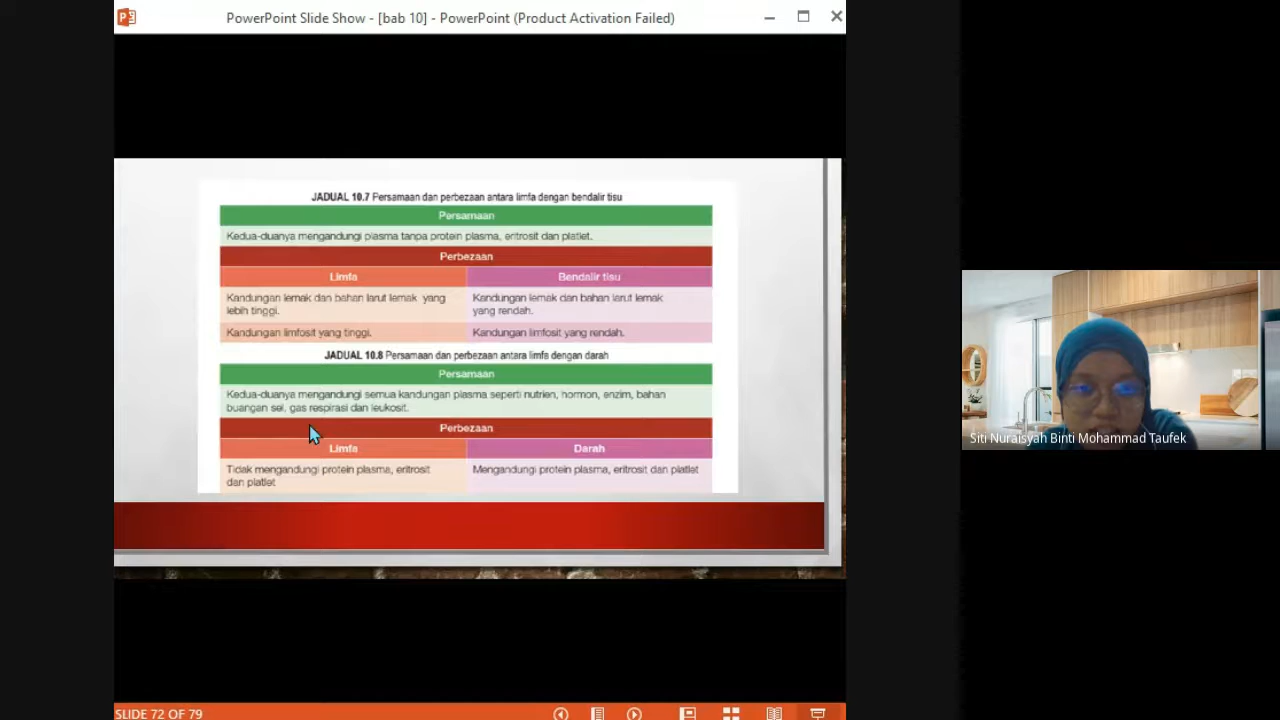 PowerPoint Slide Show - [bab 10] - PowerPoint (Product Activation Failed)
JADUAL 10.7 Persamaan dan perbezaan antara limfa dengan bendalir tisu
Persamaan
Kedua-duanya mengandungi plasma tanpa protein plasma, eritrosit dan platlet.
Perbezaan
Limfa
Bendalir tisu
Kandungan lemak dan bahan larut lemak yang
lebih tinggi.
Kandungan lemak dan bahan larut lemak
yang rendah.
Kandungan limfosit yang tinggi.
Kandungan limfosit yang rendah.
JADUAL 10.8 Persamaan dan perbezaan antara limfa dengan darah
Persamaan
Kedua-duanya mengandungi semua kandungan plasma seperti nutrien, hormon, enzim, bahan
buangan sel, gas respirasi dan leukosit.
Perbezaan
Limfa
Darah
Tidak mengandungi protein plasma, eritrosit
dan platlet
Mengandungi protein plasma, eritrosit dan platlet
Siti Nuraisyah Binti Mohammad Taufek
SLIDE 72 OF 79